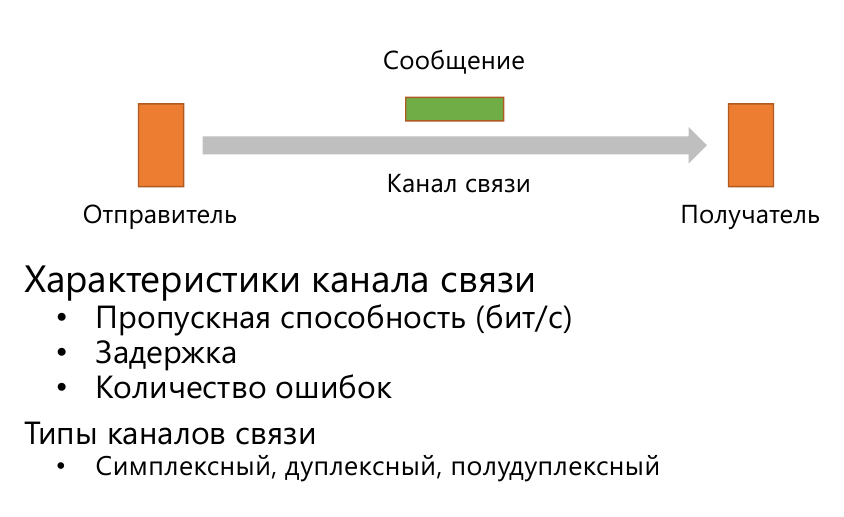 Сообщение
Канал связи
Отправитель
Получатель
Характеристики канала связи
• Пропускная способность (бит/с)
• Задержка
• Количество ошибок
Типы каналов связи
• Симплексный, дуплексный, полудуплексный